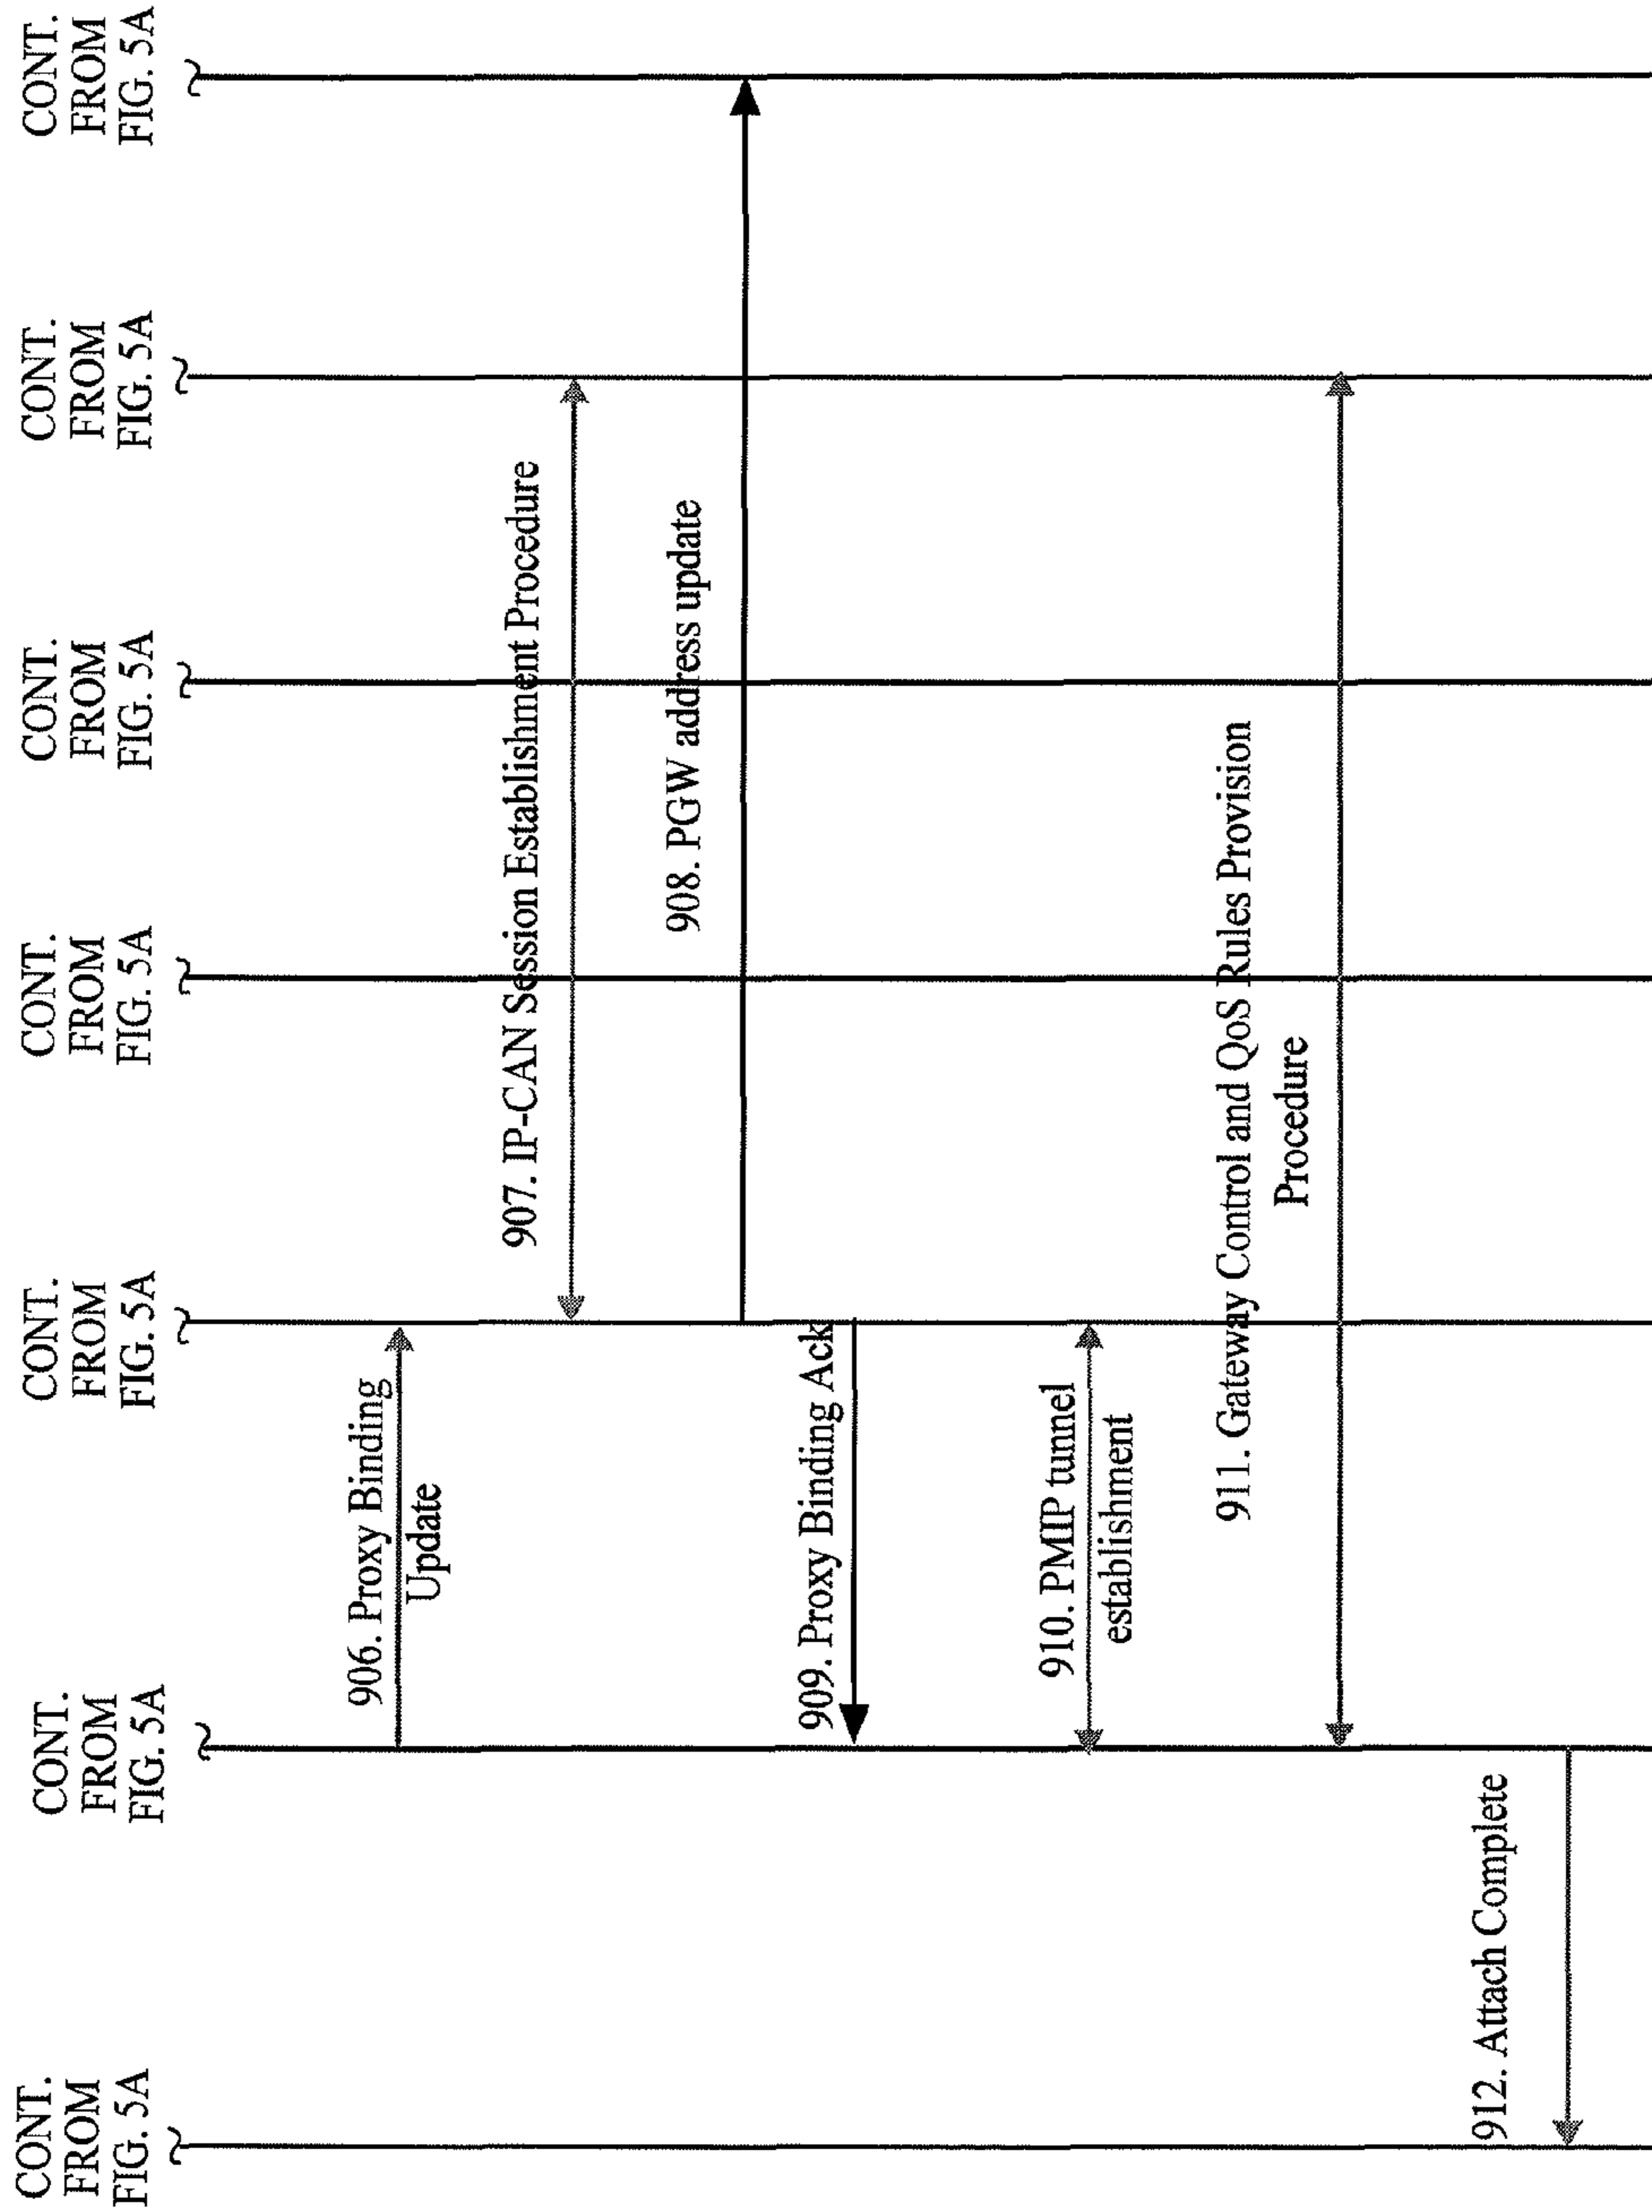 CONT.
FROM
FIG. 5A
CONT.
FROM
FIG. 5A
CONT.
FROM
FIG. 5A
CONT.
FROM
FIG. 5A
CONT.
FROM
FIG. 5A
CONT.
FROM
FIG. 5A
CONT.
FROM
FIG. 5A
906. Proxy Binding
Update
907. IP-CAN Session Establishment Procedure
908. PGW address update
909. Proxy Binding Ack
910. PMIP tunnel
establishment
911. Gateway Control and QoS Rules Provision
Procedure
912. Attach Complete